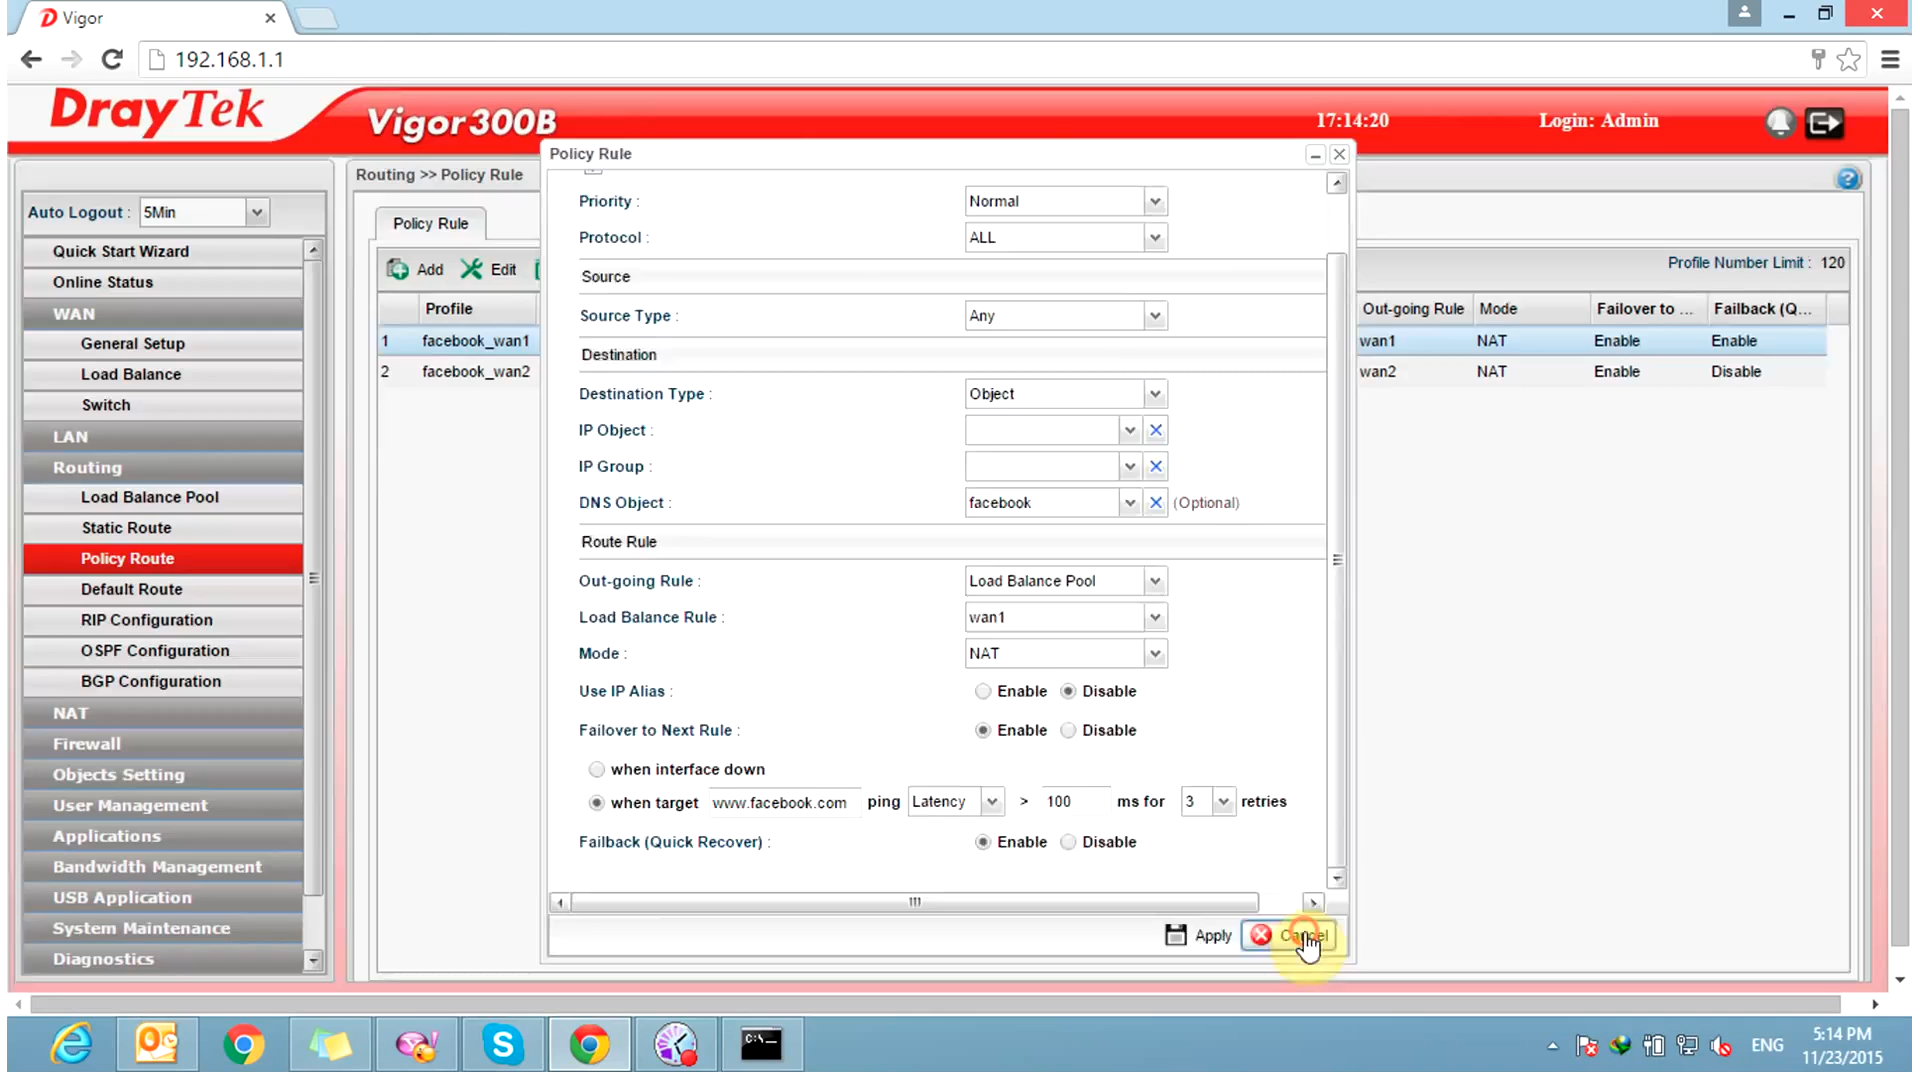 Vigor
192.168.1.1
DrayTek
Vigor300B
17:14:20
Login: Admin
Auto Logout : 5Min
Quick Start Wizard
Online Status
WAN
General Setup
Load Balance
Switch
LAN
Routing
Load Balance Pool
Static Route
Policy Route
Default Route
RIP Configuration
OSPF Configuration
BGP Configuration
NAT
Firewall
Objects Setting
User Management
Applications
Bandwidth Management
USB Application
System Maintenance
Diagnostics
Routing >> Policy Rule
Policy Rule
Add Edit
Profile
1 facebook_wan1
2 facebook_wan2
Policy Rule
Priority : Normal
Protocol : ALL
Source
Source Type : Any
Destination
Destination Type : Object
IP Object :
IP Group :
DNS Object : facebook (Optional)
Route Rule
Out-going Rule : Load Balance Pool
Load Balance Rule : wan1
Mode : NAT
Use IP Alias : Enable Disable
Failover to Next Rule : Enable Disable
when interface down
when target www.facebook.com ping Latency > 100 ms for 3 retries
Failback (Quick Recover) : Enable Disable
Apply Cancel
Profile Number Limit : 120
Out-going Rule Mode Failover to ... Failback (Q...
wan1 NAT Enable Enable
wan2 NAT Enable Disable
ENG
5:14 PM
11/23/2015